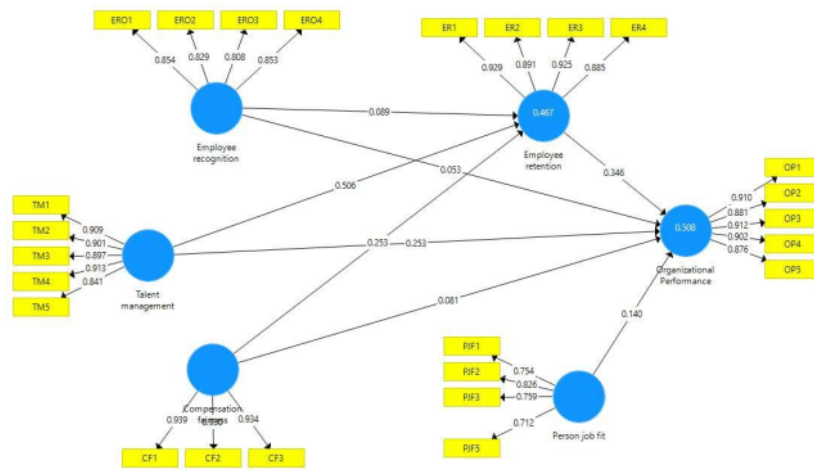 ERO1 ERO2 ERO3 ERO4
0.854 0.829 0.808 0.853
Employee
recognition
ER1 ER2 ER3 ER4
0.929 0.891 0.925 0.885
0.467
Employee
retention
0.089
0.053
0.346
0.506
0.253
0.253
0.081
0.140
TM1
TM2
TM3
TM4
TM5
0.909
0.901
0.897
0.913
0.841
Talent
management
0.508
Organizational
Performance
0.910
0.881
0.912
0.902
0.876
OP1
OP2
OP3
OP4
OP5
Compensation
fairness
0.939 0.930 0.934
CF1 CF2 CF3
PJF1
PJF2
PJF3
PJF5
0.754
0.826
0.759
0.712
Person job fit